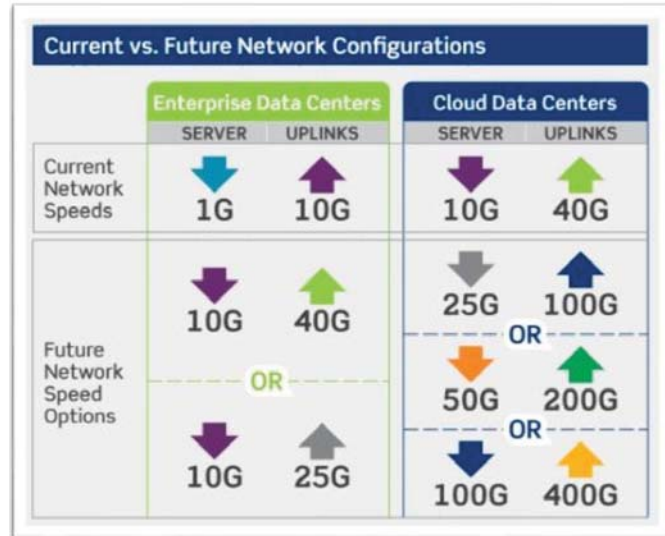 Current vs. Future Network Configurations
Enterprise Data Centers
Cloud Data Centers
SERVER UPLINKS
SERVER UPLINKS
Current
Network
Speeds
1G 10G
10G 40G
Future
Network
Speed
Options
10G 40G
OR
10G 25G
25G 100G
OR
50G 200G
OR
100G 400G